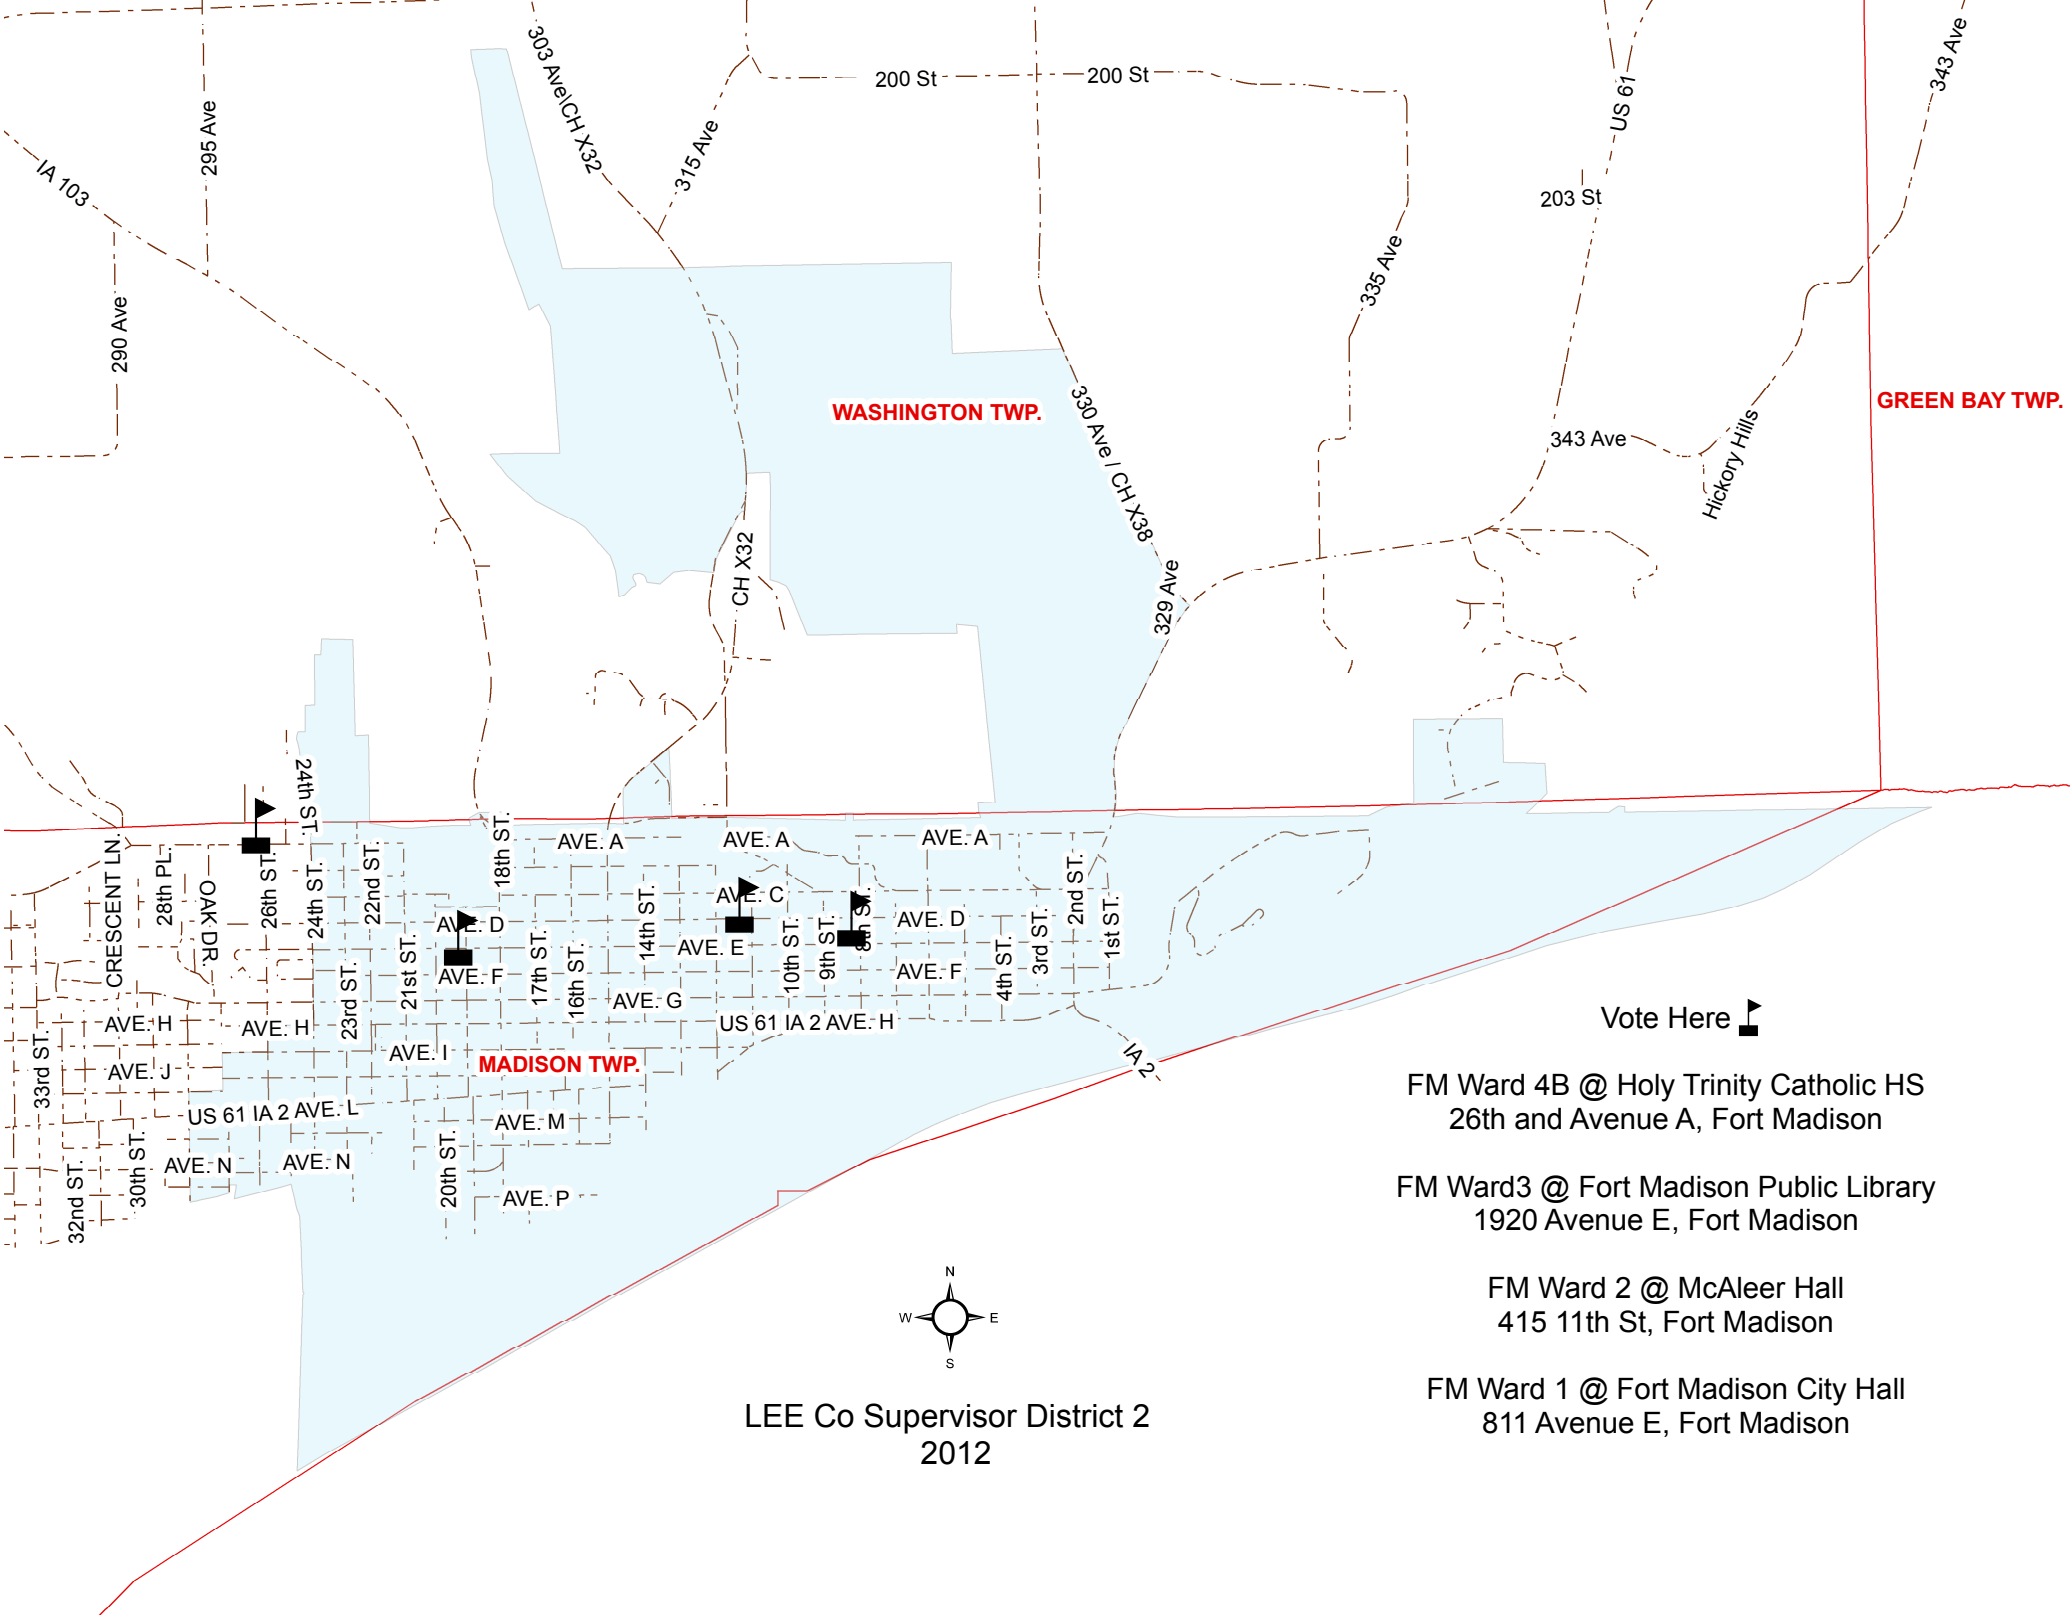 303 Ave\CH X32
200 St
200 St
343 Ave
295 Ave
315 Ave
US 61
IA 103
203 St
290 Ave
335 Ave
WASHINGTON TWP.
330 Ave / CH X38
GREEN BAY TWP.
343 Ave
Hickory Hills
CH X32
329 Ave
24th ST.
18th ST.
AVE. A
AVE. A
AVE. A
CRESCENT LN.
28th PL.
OAK DR.
26th ST.
24th ST.
22nd ST.
AVE. C
14th ST.
2nd ST.
1st ST.
AVE. D
8th ST.
AVE. D
AVE. E
10th ST.
9th ST.
3rd ST.
4th ST.
21st ST.
23rd ST.
AVE. F
17th ST.
16th ST.
AVE. F
AVE. G
AVE. H
AVE. H
US 61 IA 2 AVE. H
33rd ST.
AVE. I
MADISON TWP.
IA 2
AVE. J
US 61 IA 2 AVE. L
AVE. M
32nd ST.
30th ST.
AVE. N
AVE. N
20th ST.
AVE. P
Vote Here
FM Ward 4B @ Holy Trinity Catholic HS
26th and Avenue A, Fort Madison
FM Ward3 @ Fort Madison Public Library
1920 Avenue E, Fort Madison
FM Ward 2 @ McAleer Hall
415 11th St, Fort Madison
FM Ward 1 @ Fort Madison City Hall
811 Avenue E, Fort Madison
N
W
E
S
LEE Co Supervisor District 2
2012